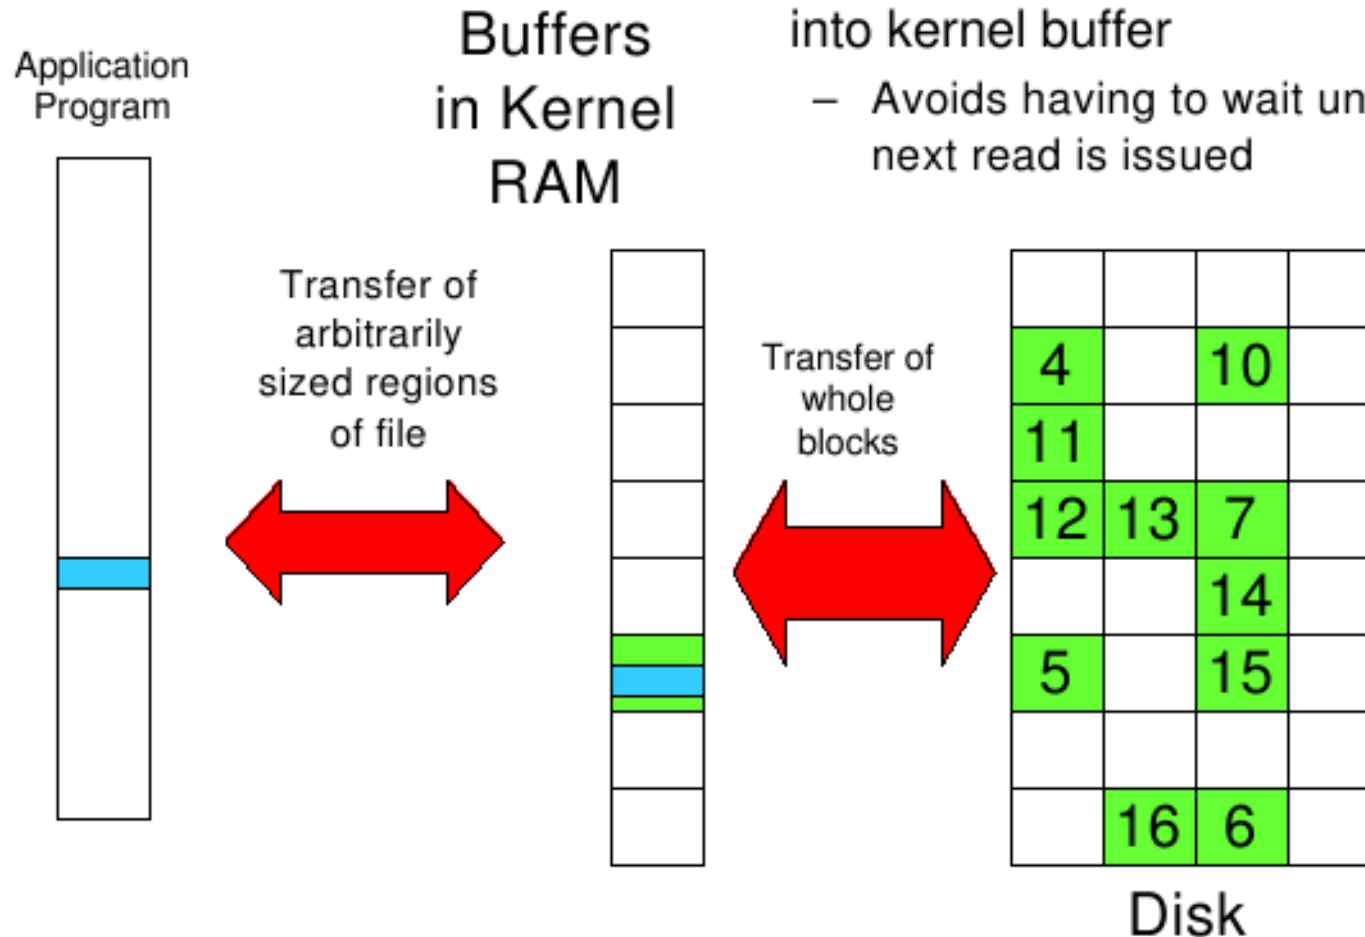 Buffers
in Kernel
RAM
into kernel buffer
– Avoids having to wait un
next read is issued
Application
Program
Transfer of
arbitrarily
sized regions
of file
Transfer of
whole
blocks
4 10
11
12 13 7
14
5 15
16 6
Disk